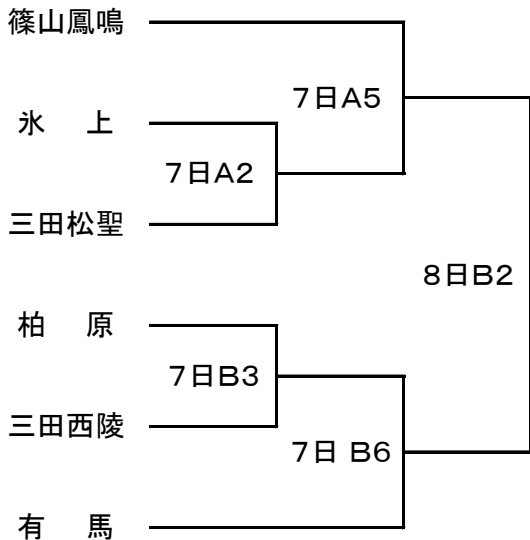 篠山鳳鳴
7日A5
氷　上
7日A2
三田松聖
8日B2
柏　原
7日B3
三田西陵
7日 B6
有　馬